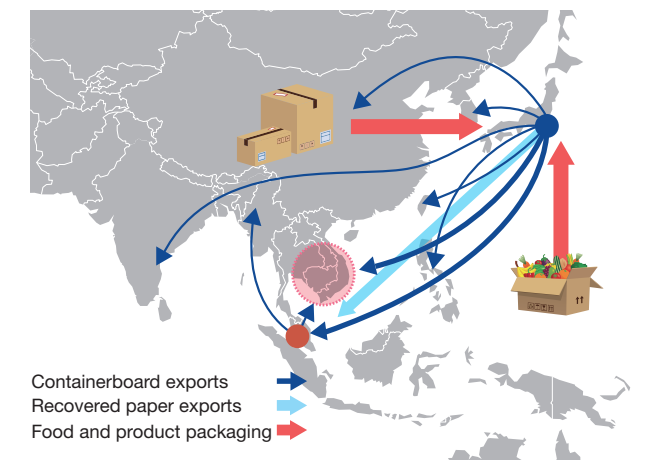 Containerboard exports
Recovered paper exports
Food and product packaging